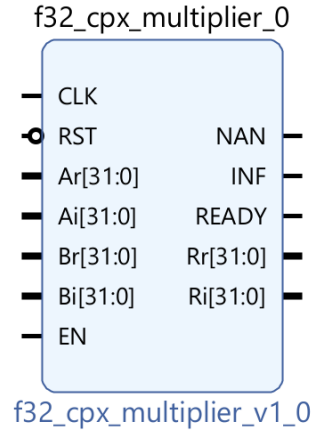 f32_cpx_multiplier_0
CLK
RST NAN
Ar[31:0] INF
Ai[31:0] READY
Br[31:0] Rr[31:0]
Bi[31:0] Ri[31:0]
EN
f32_cpx_multiplier_v1_0